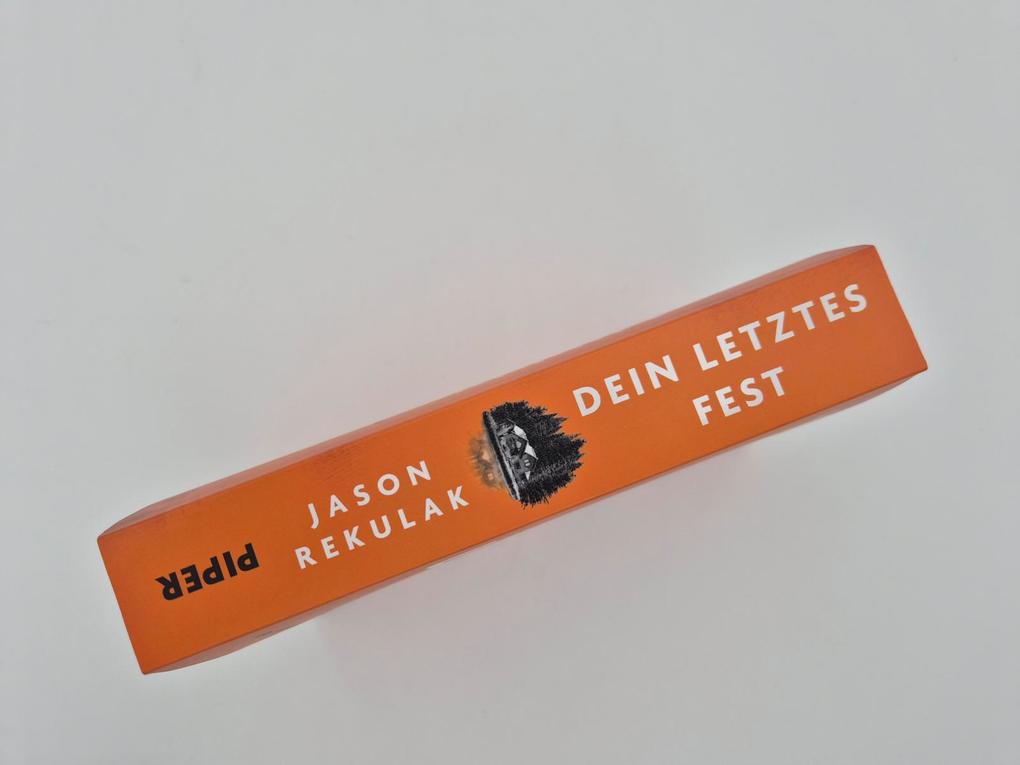 JASON
REKULAK
DEIN LETZTES
FEST
PIPER